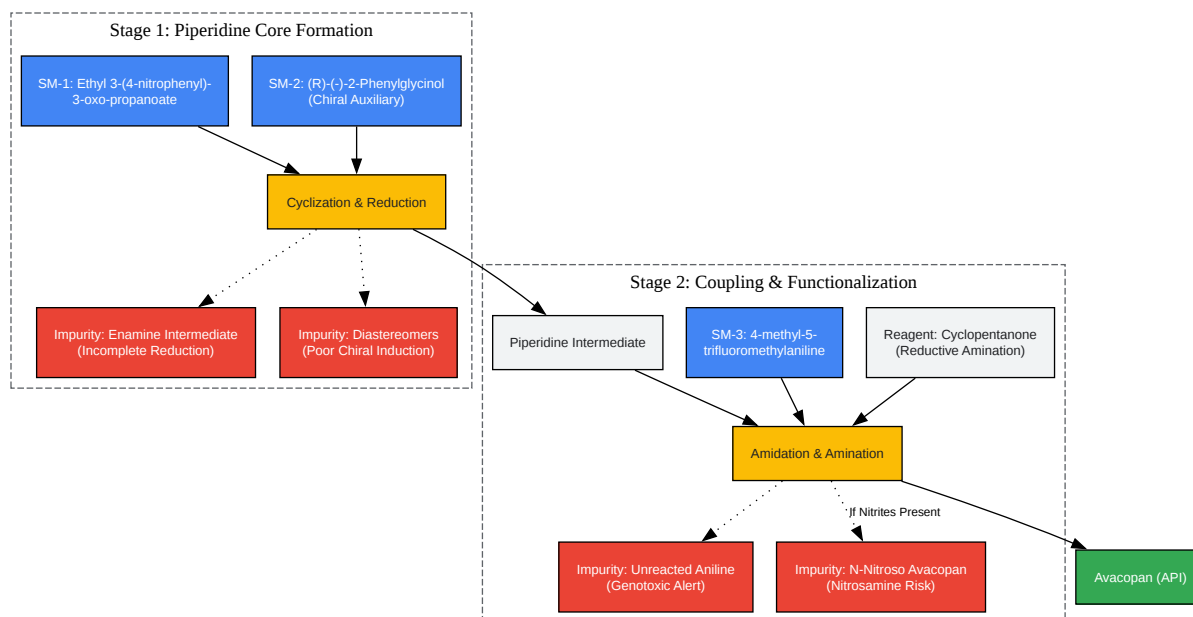 Stage 1: Piperidine Core Formation
SM-1: Ethyl 3-(4-nitrophenyl)-
3-oxo-propanoate
SM-2: (R)-(-)-2-Phenylglycinol
(Chiral Auxiliary)
Cyclization & Reduction
Impurity: Enamine Intermediate
(Incomplete Reduction)
Impurity: Diastereomers
(Poor Chiral Induction)
Stage 2: Coupling & Functionalization
Piperidine Intermediate
SM-3: 4-methyl-5-
trifluoromethylaniline
Reagent: Cyclopentanone
(Reductive Amination)
Amidation & Amination
If Nitrites Present
Impurity: Unreacted Aniline
(Genotoxic Alert)
Impurity: N-Nitroso Avacopan
(Nitrosamine Risk)
Avacopan (API)